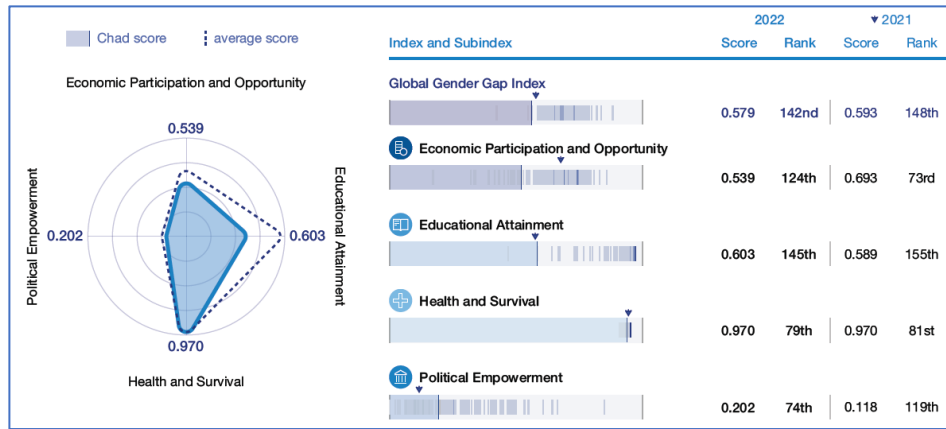 Chad score
average score
Economic Participation and Opportunity
0.539
Political Empowerment
0.202
0.603
Educational Attainment
0.970
Health and Survival
2022
2021
Index and Subindex
Score
Rank
Score
Rank
Global Gender Gap Index
0.579
142nd
0.593
148th
Economic Participation and Opportunity
0.539
124th
0.693
73rd
Educational Attainment
0.603
145th
0.589
155th
Health and Survival
0.970
79th
0.970
81st
Political Empowerment
0.202
74th
0.118
119th